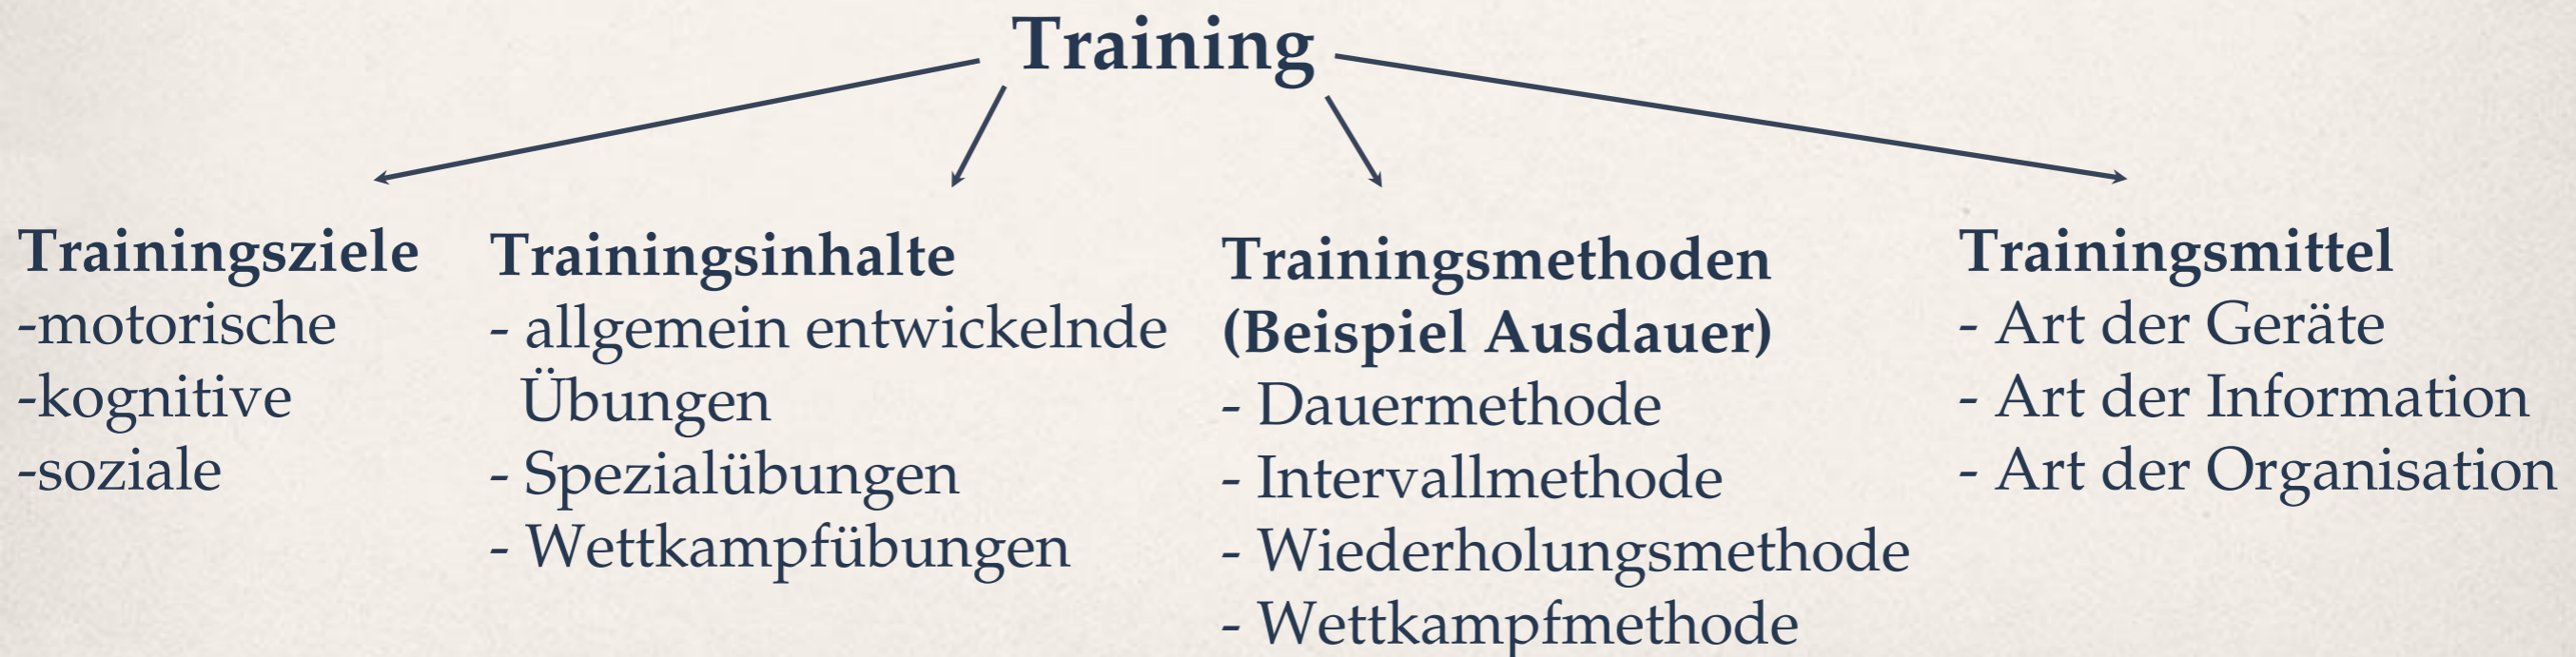 Training
Trainingsziele
-motorische
-kognitive
-soziale
Trainingsinhalte
- allgemein entwickelnde
Übungen
- Spezialübungen
- Wettkampfübungen
Trainingsmethoden
(Beispiel Ausdauer)
- Dauermethode
- Intervallmethode
- Wiederholungsmethode
- Wettkampfmethode
Trainingsmittel
- Art der Geräte
- Art der Information
- Art der Organisation